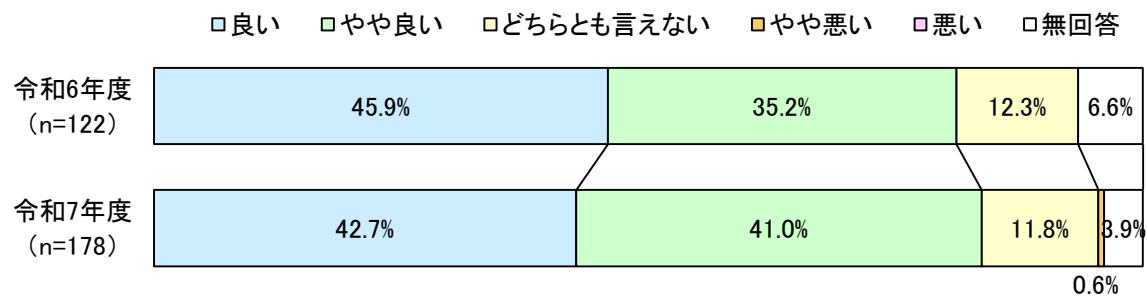 良い やや良い どちらとも言えない やや悪い 悪い 無回答
令和6年度
（n=122）
45.9% 35.2% 12.3% 6.6%
令和7年度
（n=178）
42.7% 41.0% 11.8% 3.9%
0.6%